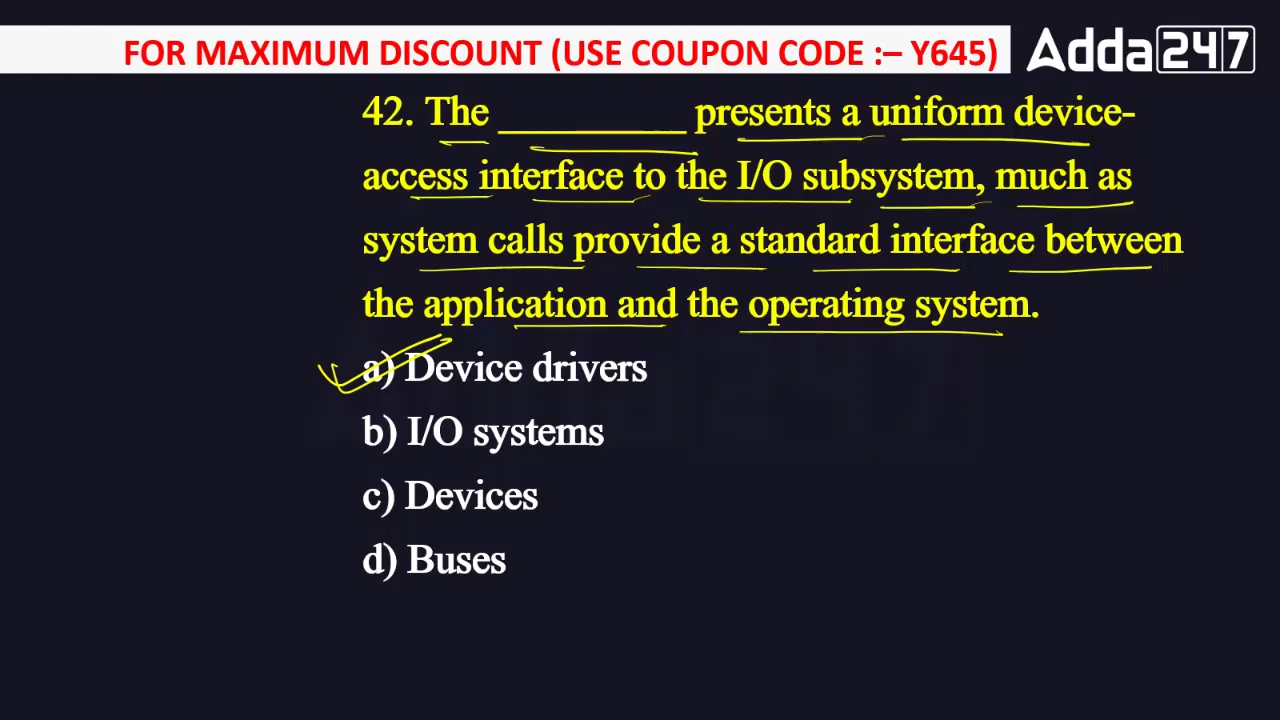 FOR MAXIMUM DISCOUNT (USE COUPON CODE :– Y645)
Adda247
42. The _________ presents a uniform device-
access interface to the I/O subsystem, much as
system calls provide a standard interface between
the application and the operating system.
a) Device drivers
b) I/O systems
c) Devices
d) Buses